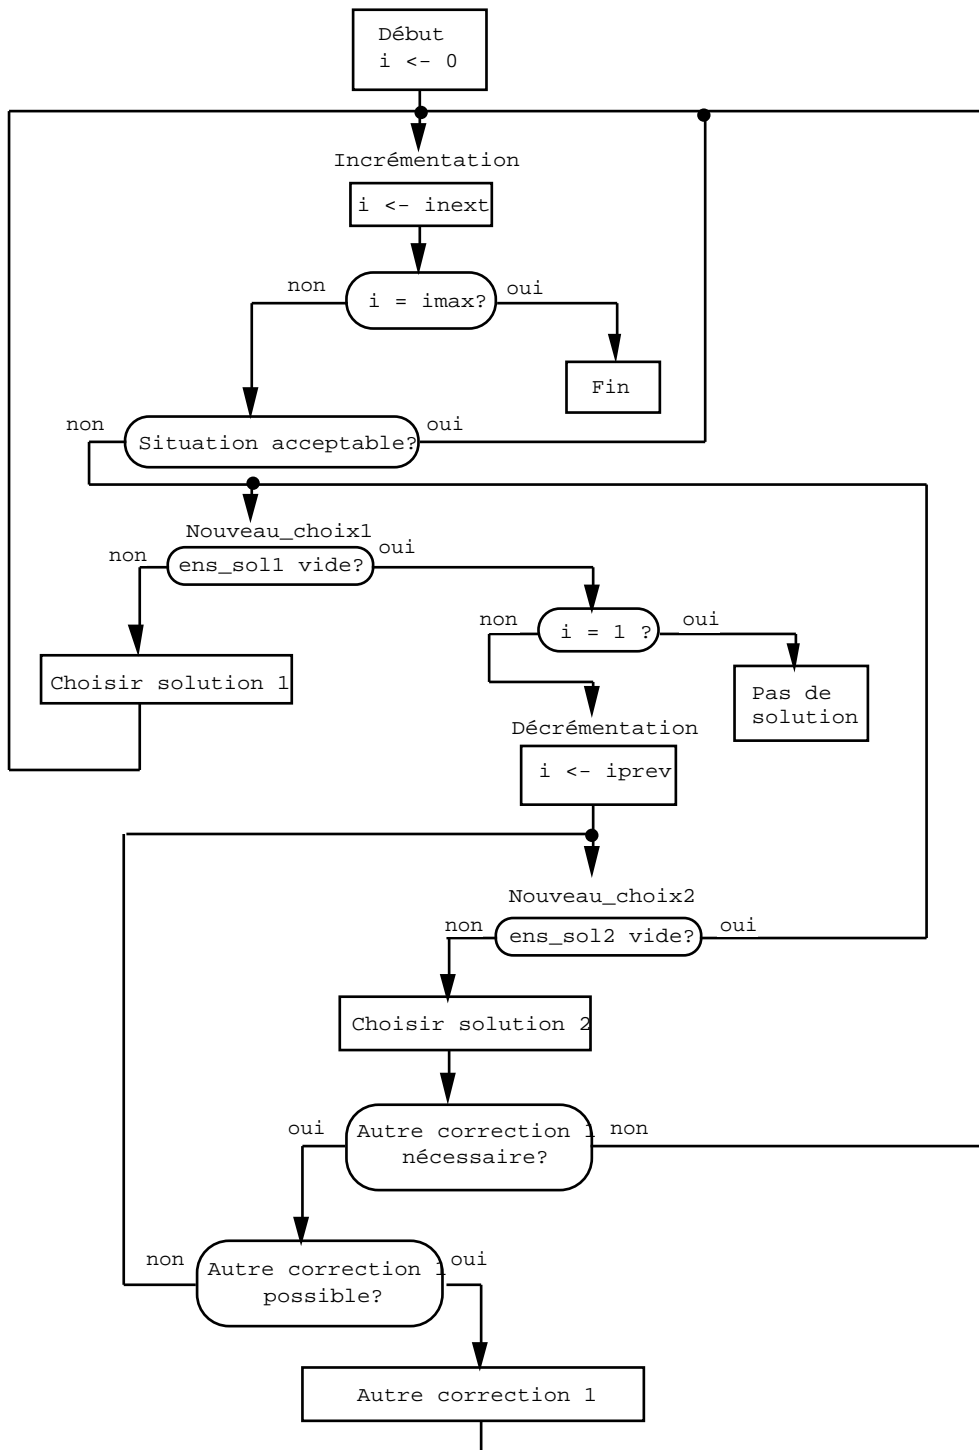 Début
i <- 0
Incrémentation
i <- inext
non
i = imax?
oui
Fin
non
Situation acceptable?
oui
Nouveau_choix1
non
ens_sol1 vide?
oui
non
i = 1 ?
oui
Choisir solution 1
Pas de
solution
Décrémentation
i <- iprev
Nouveau_choix2
non
ens_sol2 vide?
oui
Choisir solution 2
oui
Autre correction 1
nécessaire?
non
non
Autre correction 1
possible?
oui
Autre correction 1